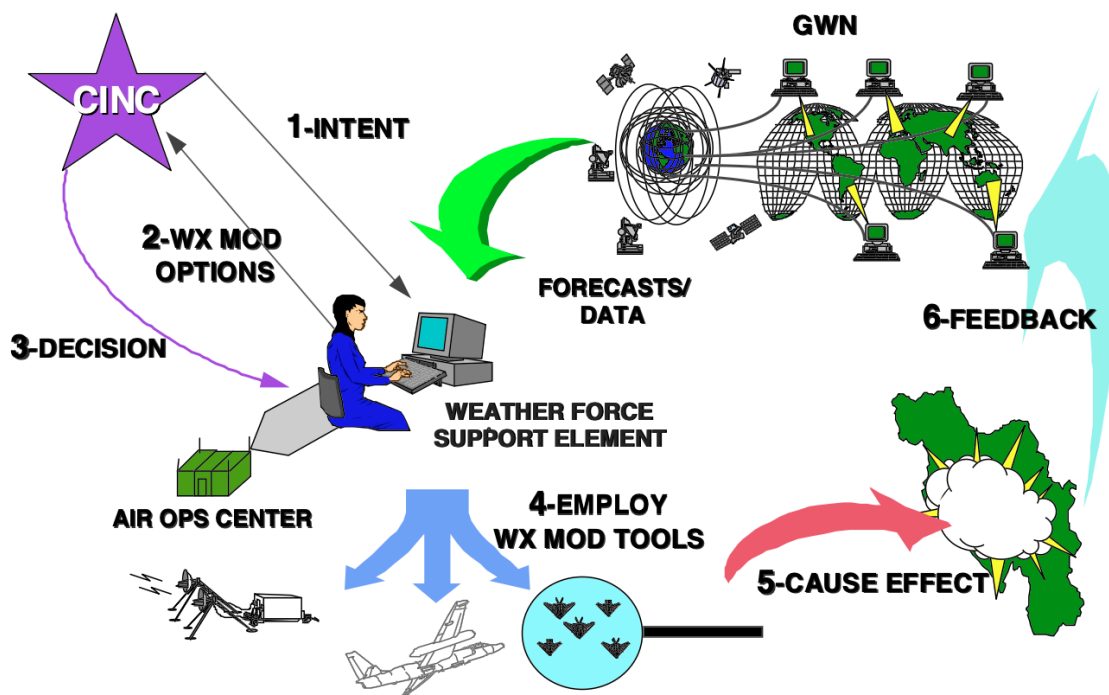 CINC
GWN
1-INTENT
2-WX MOD
OPTIONS
FORECASTS/
DATA
6-FEEDBACK
3-DECISION
WEATHER FORCE
SUPPORT ELEMENT
AIR OPS CENTER
4-EMPLOY
WX MOD TOOLS
5-CAUSE EFFECT